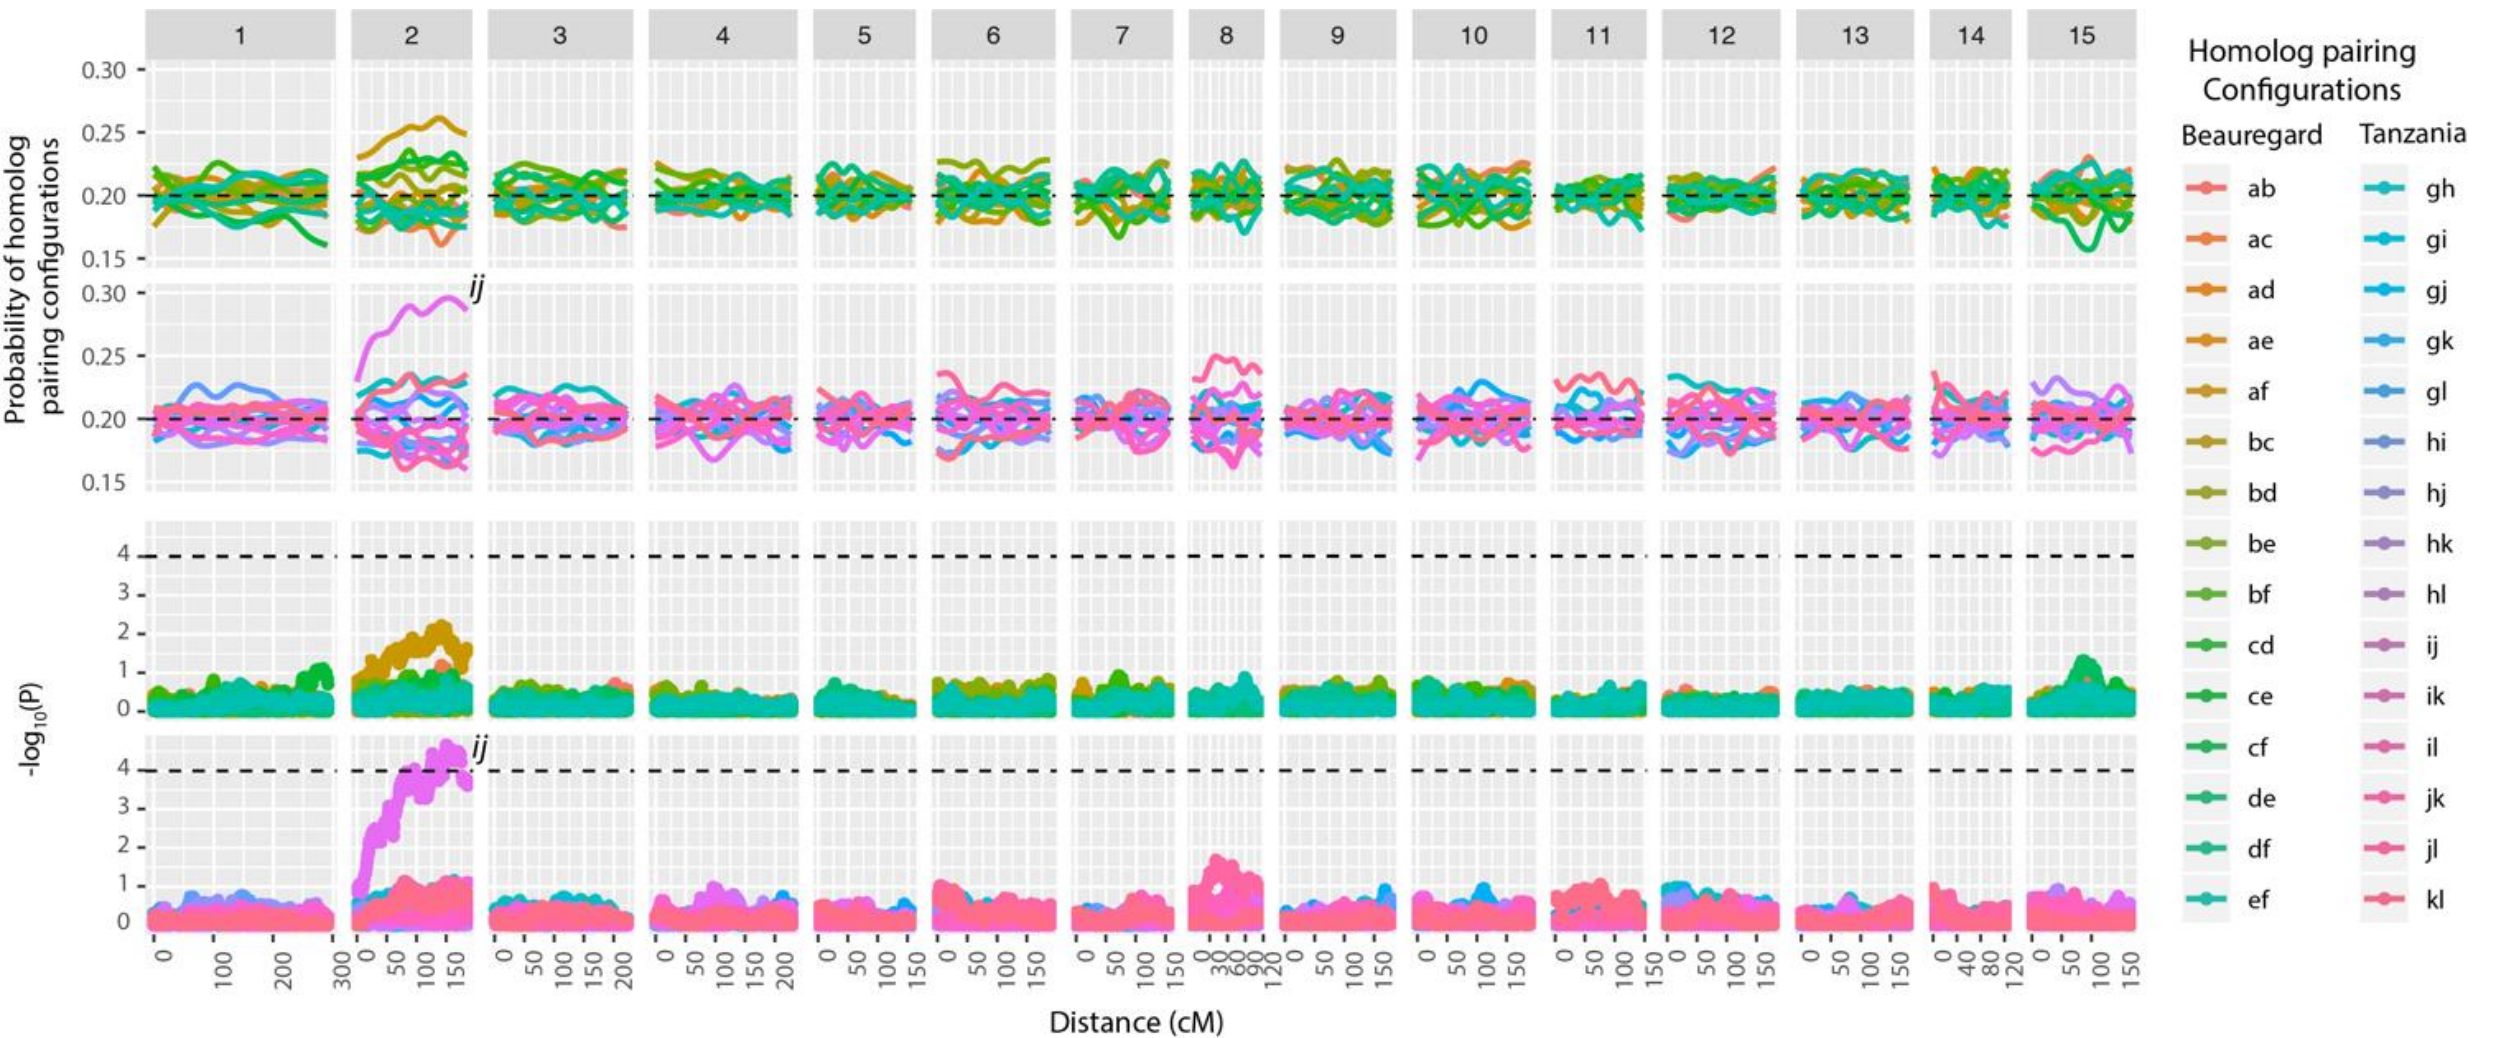 1 2 3 4 5 6 7 8 9 10 11 12 13 14 15
Probability of homolog
pairing configurations
0.30
0.25
0.20
0.15
ij
0.30
0.25
0.20
0.15
-log10(P)
4
3
2
1
0
ij
4
3
2
1
0
0 100 200 300 0 50 100 150 0 50 100 150 200 0 50 100 150 200 0 50 100 150 0 50 100 150 0 50 100 150 0 30 60 90 120 0 50 100 150 0 50 100 150 0 50 100 150 0 50 100 150 0 50 100 150 0 40 80 120 0 50 100 150
Distance (cM)
Homolog pairing
Configurations
Beauregard Tanzania
ab gh
ac gi
ad gj
ae gk
af gl
bc hi
bd hj
be hk
bf hl
cd ij
ce ik
cf il
de jk
df jl
ef kl